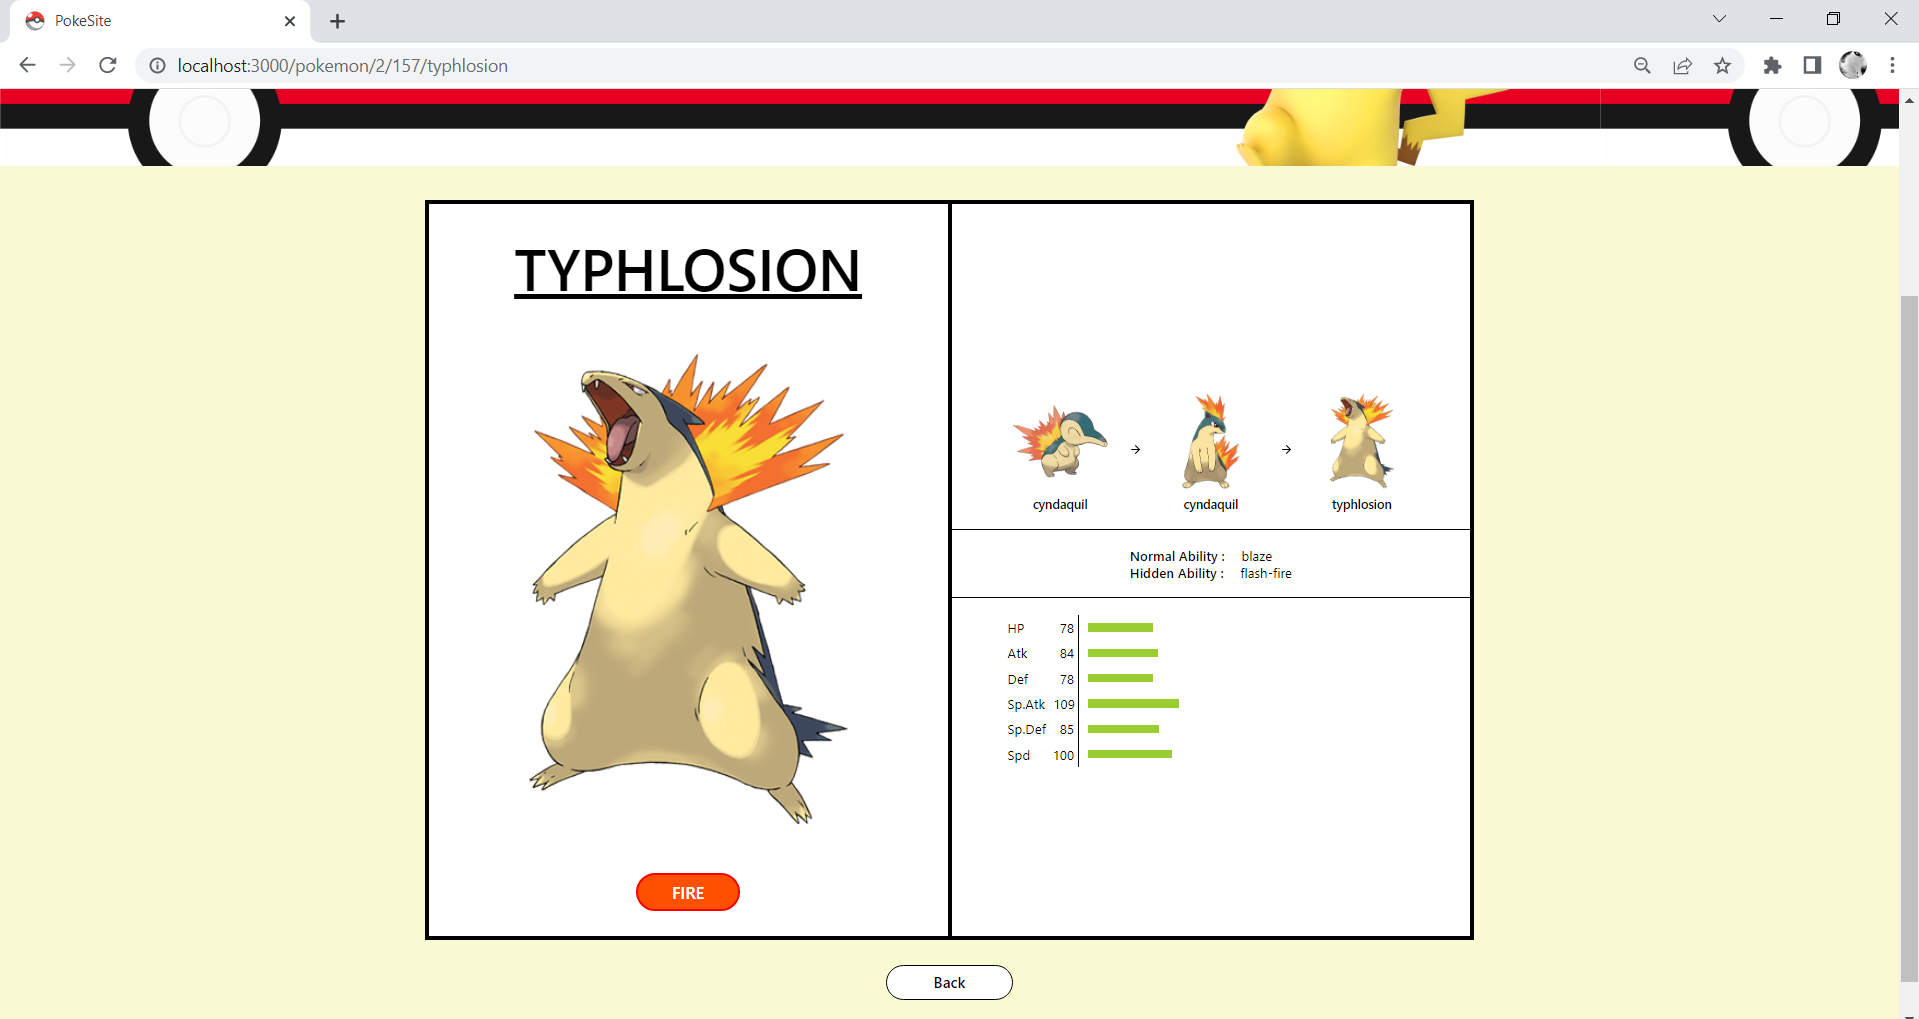 PokeSite
localhost:3000/pokemon/2/157/typhlosion
TYPHLOSION
FIRE
cyndaquil
cyndaquil
typhlosion
Normal Ability : blaze
Hidden Ability : flash-fire
HP 78
Atk 84
Def 78
Sp.Atk 109
Sp.Def 85
Spd 100
Back